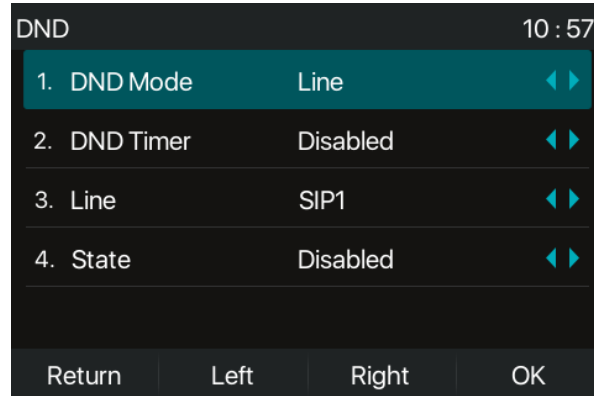 DND 10:57
1. DND Mode Line
2. DND Timer Disabled
3. Line SIP1
4. State Disabled
Return Left Right OK